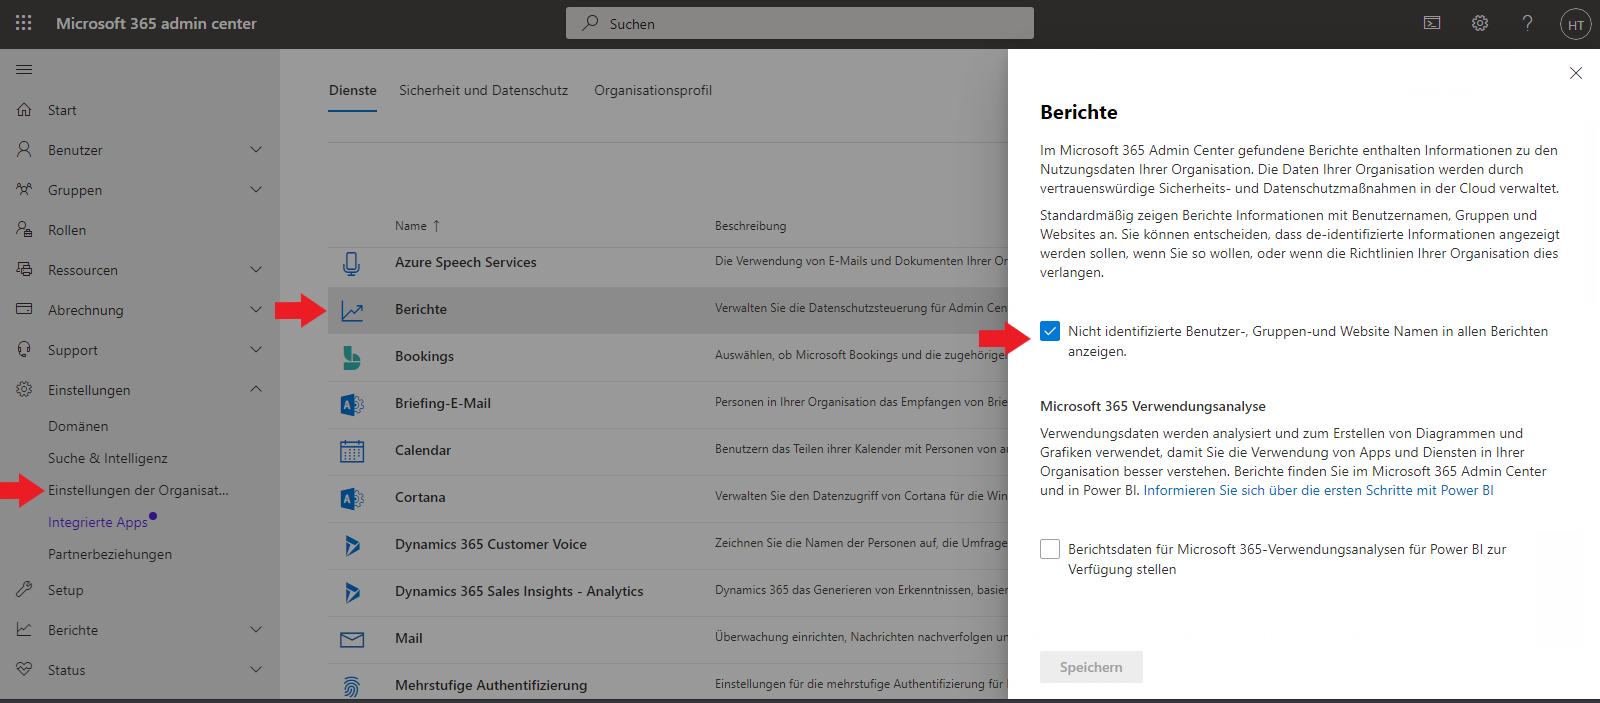 Microsoft 365 admin center
Suchen
HT
Start
Benutzer
Gruppen
Rollen
Ressourcen
Abrechnung
Support
Einstellungen
Domänen
Suche & Intelligenz
Einstellungen der Organisat...
Integrierte Apps
Partnerbeziehungen
Setup
Berichte
Status
Dienste
Sicherheit und Datenschutz
Organisationsprofil
Name ↑
Beschreibung
Azure Speech Services
Die Verwendung von E-Mails und Dokumenten Ihrer Or
Berichte
Verwalten Sie die Datenschutzsteuerung für Admin Cen
Bookings
Auswählen, ob Microsoft Bookings und die zugehörige
Briefing-E-Mail
Personen in Ihrer Organisation das Empfangen von Brie
Calendar
Benutzern das Teilen ihrer Kalender mit Personen von au
Cortana
Verwalten Sie den Datenzugriff von Cortana für die Win
Dynamics 365 Customer Voice
Zeichnen Sie die Namen der Personen auf, die Umfrage
Dynamics 365 Sales Insights - Analytics
Dynamics 365 das Generieren von Erkenntnissen, basier
Mail
Überwachung einrichten, Nachrichten nachverfolgen un
Mehrstufige Authentifizierung
Einstellungen für die mehrstufige Authentifizierung für
Berichte
Im Microsoft 365 Admin Center gefundene Berichte enthalten Informationen zu den
Nutzungsdaten Ihrer Organisation. Die Daten Ihrer Organisation werden durch
vertrauenswürdige Sicherheits- und Datenschutzmaßnahmen in der Cloud verwaltet.
Standardmäßig zeigen Berichte Informationen mit Benutzernamen, Gruppen und
Websites an. Sie können entscheiden, dass de-identifizierte Informationen angezeigt
werden sollen, wenn Sie so wollen, oder wenn die Richtlinien Ihrer Organisation dies
verlangen.
Nicht identifizierte Benutzer-, Gruppen-und Website Namen in allen Berichten
anzeigen.
Microsoft 365 Verwendungsanalyse
Verwendungsdaten werden analysiert und zum Erstellen von Diagrammen und
Grafiken verwendet, damit Sie die Verwendung von Apps und Diensten in Ihrer
Organisation besser verstehen. Berichte finden Sie im Microsoft 365 Admin Center
und in Power BI. Informieren Sie sich über die ersten Schritte mit Power BI
Berichtsdaten für Microsoft 365-Verwendungsanalysen für Power BI zur
Verfügung stellen
Speichern